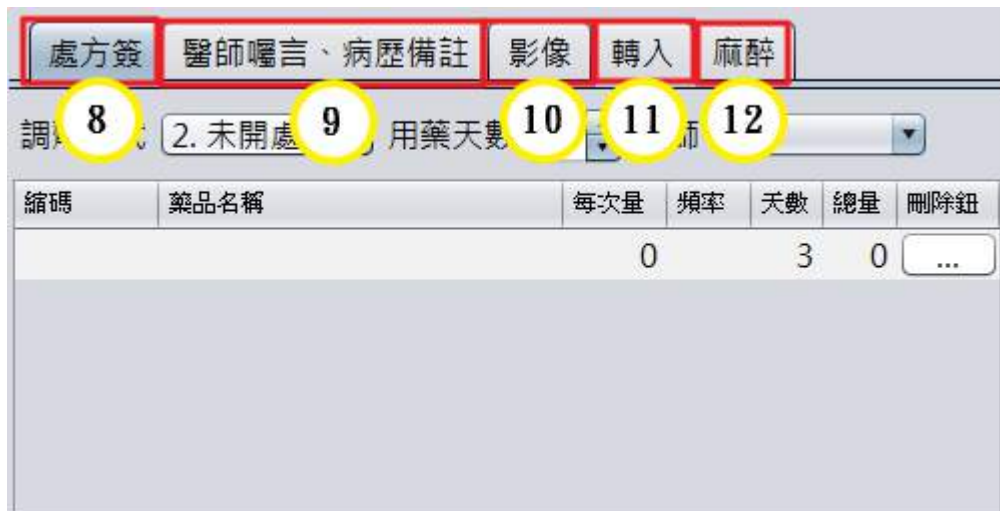 處方簽 醫師囑言、病歷備註 影像 轉入 麻醉
8 9 10 11 12
調 2. 未開處 用藥天數 師
縮碼 藥品名稱 每次量 頻率 天數 總量 刪除鈕
0 3 0 ...